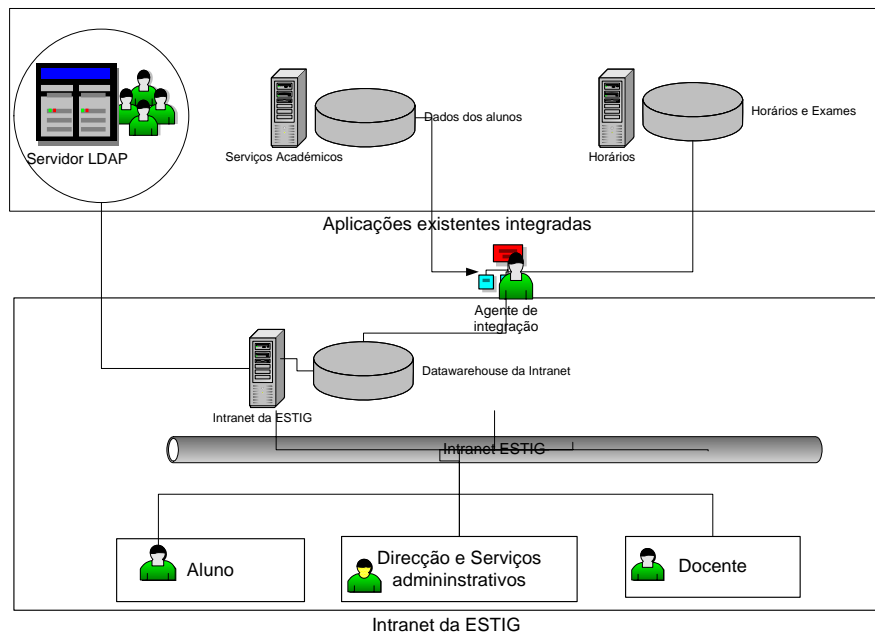 Servidor LDAP
Serviços Académicos
Dados dos alunos
Horários
Horários e Exames
Aplicações existentes integradas
Agente de
integração
Intranet da ESTIG
Datawarehouse da Intranet
Intranet ESTIG
Aluno
Direcção e Serviços
admininstrativos
Docente
Intranet da ESTIG